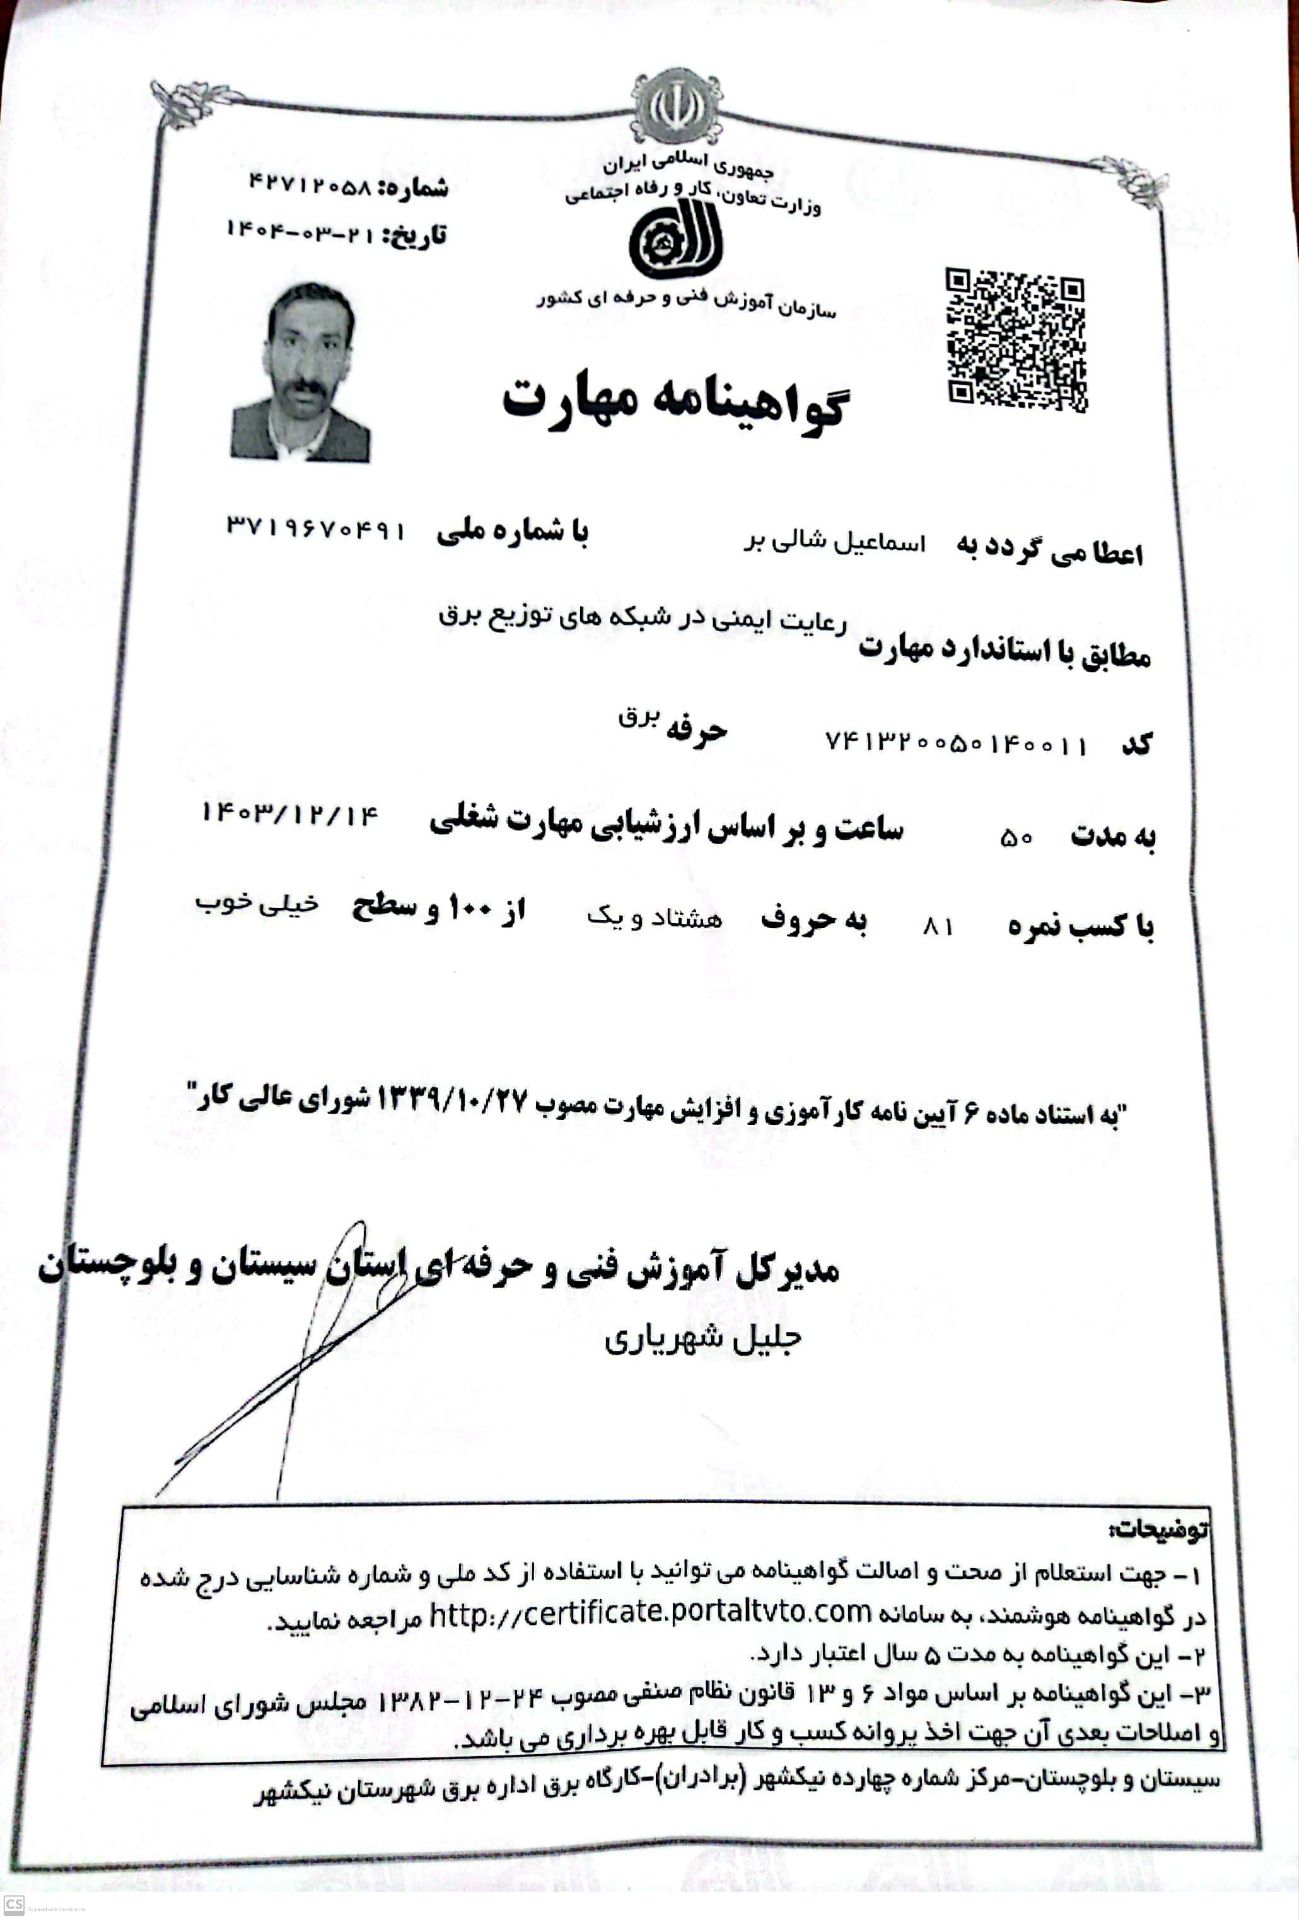 جمهوری اسلامی ایران
وزارت تعاون، کار و رفاه اجتماعی
سازمان آموزش فنی و حرفه ای کشور
شماره: ۴۲۷۱۲۰۵۸
تاریخ: ۲۱-۰۳-۱۴۰۴
گواهینامه مهارت
اعطا می گردد به اسماعیل شالی بر با شماره ملی ۳۷۱۹۶۷۰۴۹۱
مطابق با استاندارد مهارت رعایت ایمنی در شبکه های توزیع برق
کد ۷۴۱۳۲۰۰۵۰۱۴۰۰۱۱ حرفه برق
به مدت ۵۰ ساعت و بر اساس ارزشیابی مهارت شغلی ۱۴۰۳/۱۲/۱۴
با کسب نمره ۸۱ به حروف هشتاد و یک از ۱۰۰ و سطح خیلی خوب
"به استناد ماده ۶ آیین نامه کارآموزی و افزایش مهارت مصوب ۱۳۳۹/۱۰/۲۷ شورای عالی کار"
مدیرکل آموزش فنی و حرفه ای استان سیستان و بلوچستان
جلیل شهریاری
توضیحات:
۱- جهت استعلام از صحت و اصالت گواهینامه می توانید با استفاده از کد ملی و شماره شناسایی درج شده
در گواهینامه هوشمند، به سامانه http://certificate.portaltvto.com مراجعه نمایید.
۲- این گواهینامه به مدت ۵ سال اعتبار دارد.
۳- این گواهینامه بر اساس مواد ۶ و ۱۳ قانون نظام صنفی مصوب ۲۴-۱۲-۱۳۸۲ مجلس شورای اسلامی
و اصلاحات بعدی آن جهت اخذ پروانه کسب و کار قابل بهره برداری می باشد.
سیستان و بلوچستان-مرکز شماره چهارده نیکشهر (برادران)-کارگاه برق اداره برق شهرستان نیکشهر
CS